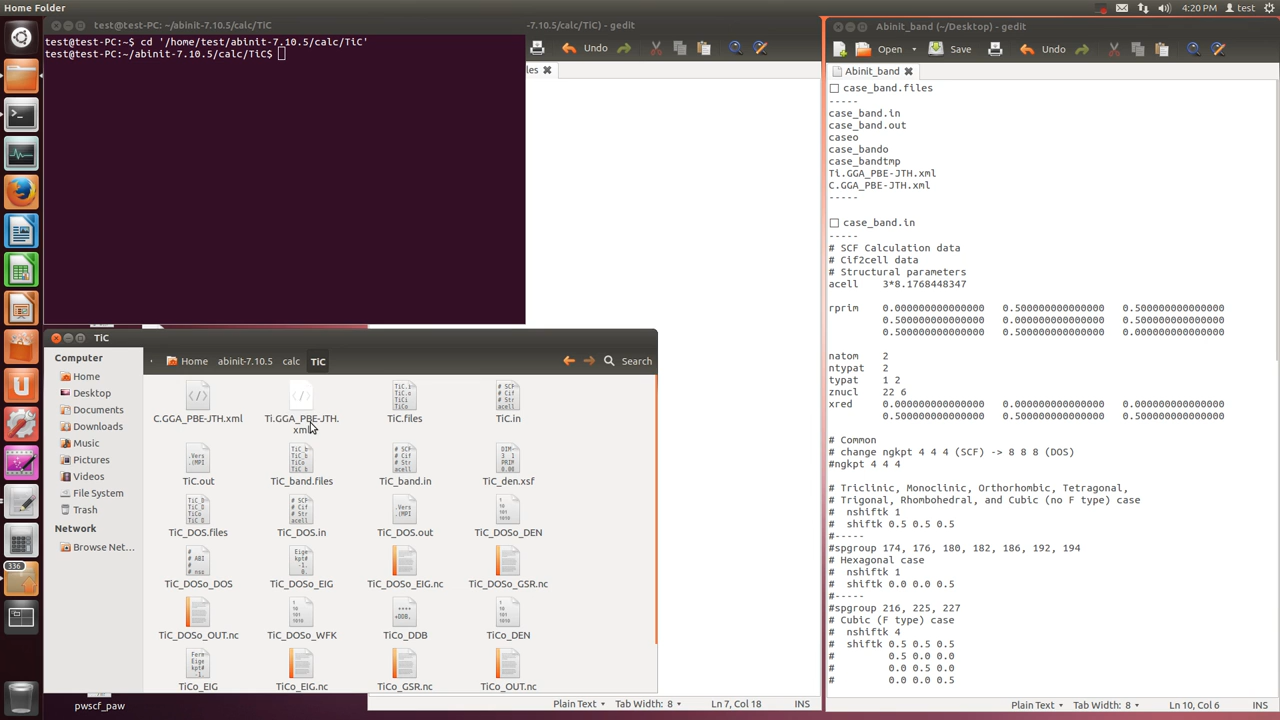 Home Folder
4:20 PM
test
test@test-PC: ~/abinit-7.10.5/calc/TiC
-7.10.5/calc/TiC) - gedit
Abinit_band (~/Desktop) - gedit
test@test-PC:~$ cd '/home/test/abinit-7.10.5/calc/TiC'
test@test-PC:~/abinit-7.10.5/calc/TiC$
Undo
les
Open
Save
Undo
Abinit_band
□ case_band.files
-----
case_band.in
case_band.out
caseo
case_bando
case_bandtmp
Ti.GGA_PBE-JTH.xml
C.GGA_PBE-JTH.xml
-----
□ case_band.in
-----
# SCF Calculation data
# Cif2cell data
# Structural parameters
acell 3*8.1768448347
rprim 0.000000000000000 0.500000000000000 0.500000000000000
0.500000000000000 0.000000000000000 0.500000000000000
0.500000000000000 0.500000000000000 0.000000000000000
natom 2
ntypat 2
typat 1 2
znucl 22 6
xred 0.000000000000000 0.000000000000000 0.000000000000000
0.500000000000000 0.500000000000000 0.500000000000000
# Common
# change ngkpt 4 4 4 (SCF) -> 8 8 8 (DOS)
#ngkpt 4 4 4
# Triclinic, Monoclinic, Orthorhombic, Tetragonal,
# Trigonal, Rhombohedral, and Cubic (no F type) case
# nshiftk 1
# shiftk 0.5 0.5 0.5
#-----
#spgroup 174, 176, 180, 182, 186, 192, 194
# Hexagonal case
# nshiftk 1
# shiftk 0.0 0.0 0.5
#-----
#spgroup 216, 225, 227
# Cubic (F type) case
# nshiftk 4
# shiftk 0.5 0.5 0.5
# 0.5 0.0 0.0
# 0.0 0.5 0.0
# 0.0 0.0 0.5
Plain Text
Tab Width: 8
Ln 10, Col 6
INS
TiC
Computer
Home
Desktop
Documents
Downloads
Music
Pictures
Videos
File System
Trash
Network
Browse Net...
Home
abinit-7.10.5
calc
TiC
Search
C.GGA_PBE-JTH.xml
Ti.GGA_PBE-JTH.
xml
TiC.files
TiC.in
TiC.out
TiC_band.files
TiC_band.in
TiC_den.xsf
TiC_DOS.files
TiC_DOS.in
TiC_DOS.out
TiC_DOSo_DEN
TiC_DOSo_DOS
TiC_DOSo_EIG
TiC_DOSo_EIG.nc
TiC_DOSo_GSR.nc
TiC_DOSo_OUT.nc
TiC_DOSo_WFK
TiCo_DDB
TiCo_DEN
TiCo_EIG
TiCo_EIG.nc
TiCo_GSR.nc
TiCo_OUT.nc
336
pwscf_paw
Plain Text
Tab Width: 8
Ln 7, Col 18
INS